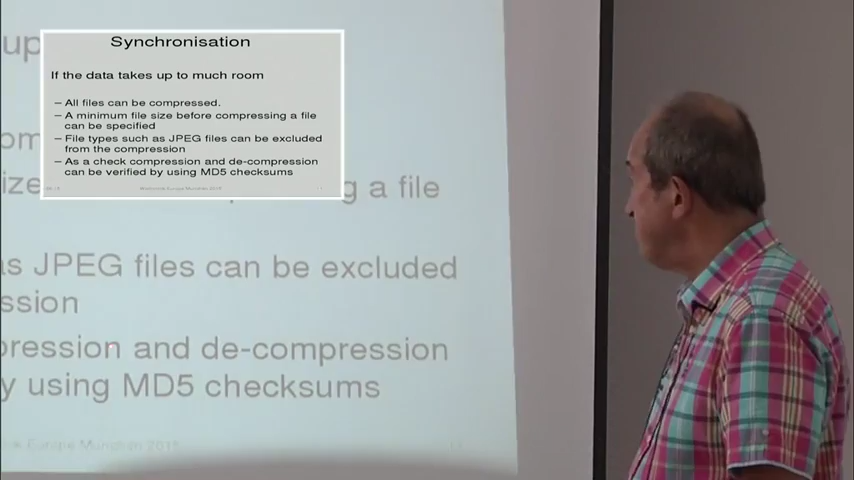 Synchronisation
If the data takes up to much room
– All files can be compressed.
– A minimum file size before compressing a file
can be specified
– File types such as JPEG files can be excluded
from the compression
– As a check compression and de-compression
can be verified by using MD5 checksums
up
om
ize
g a file
as JPEG files can be excluded
ssion
pression and de-compression
y using MD5 checksums
Europe Munchen 2015